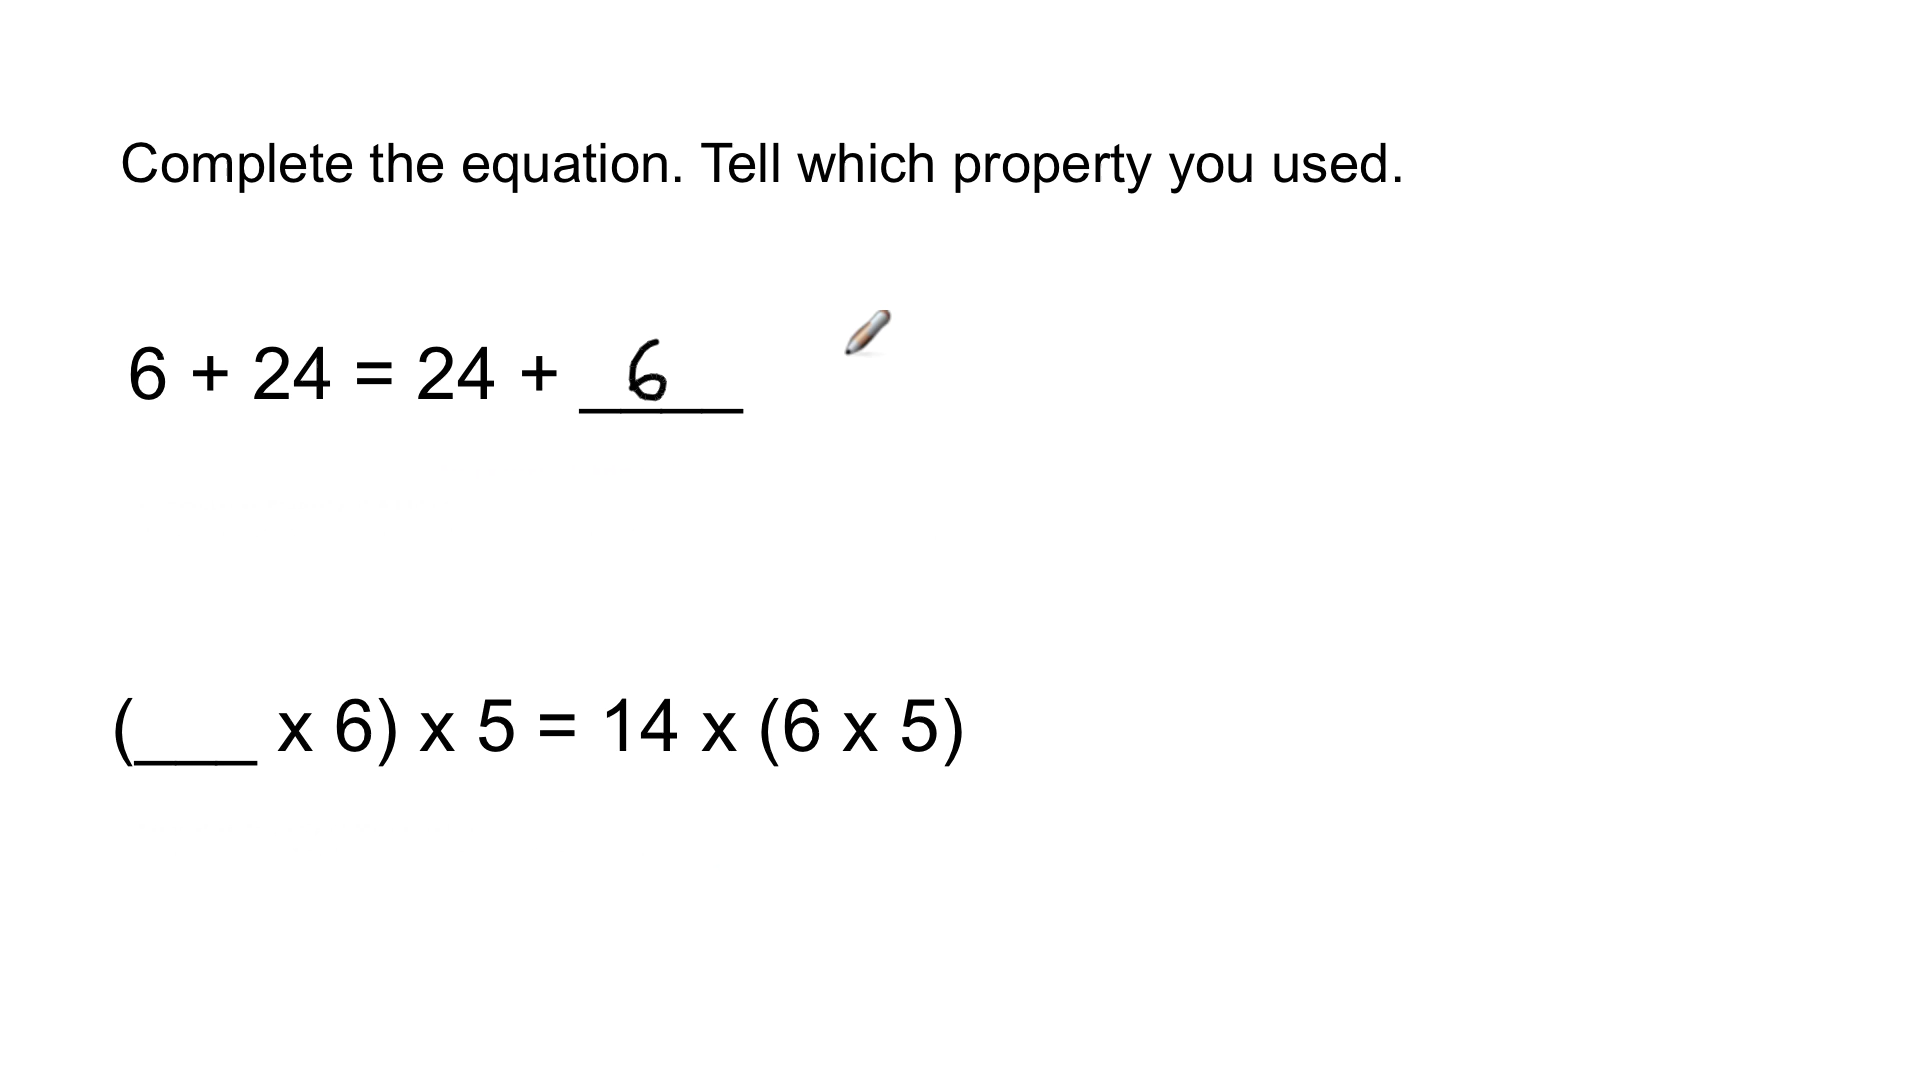 Complete the equation. Tell which property you used.
6 + 24 = 24 + 6
(___ x 6) x 5 = 14 x (6 x 5)